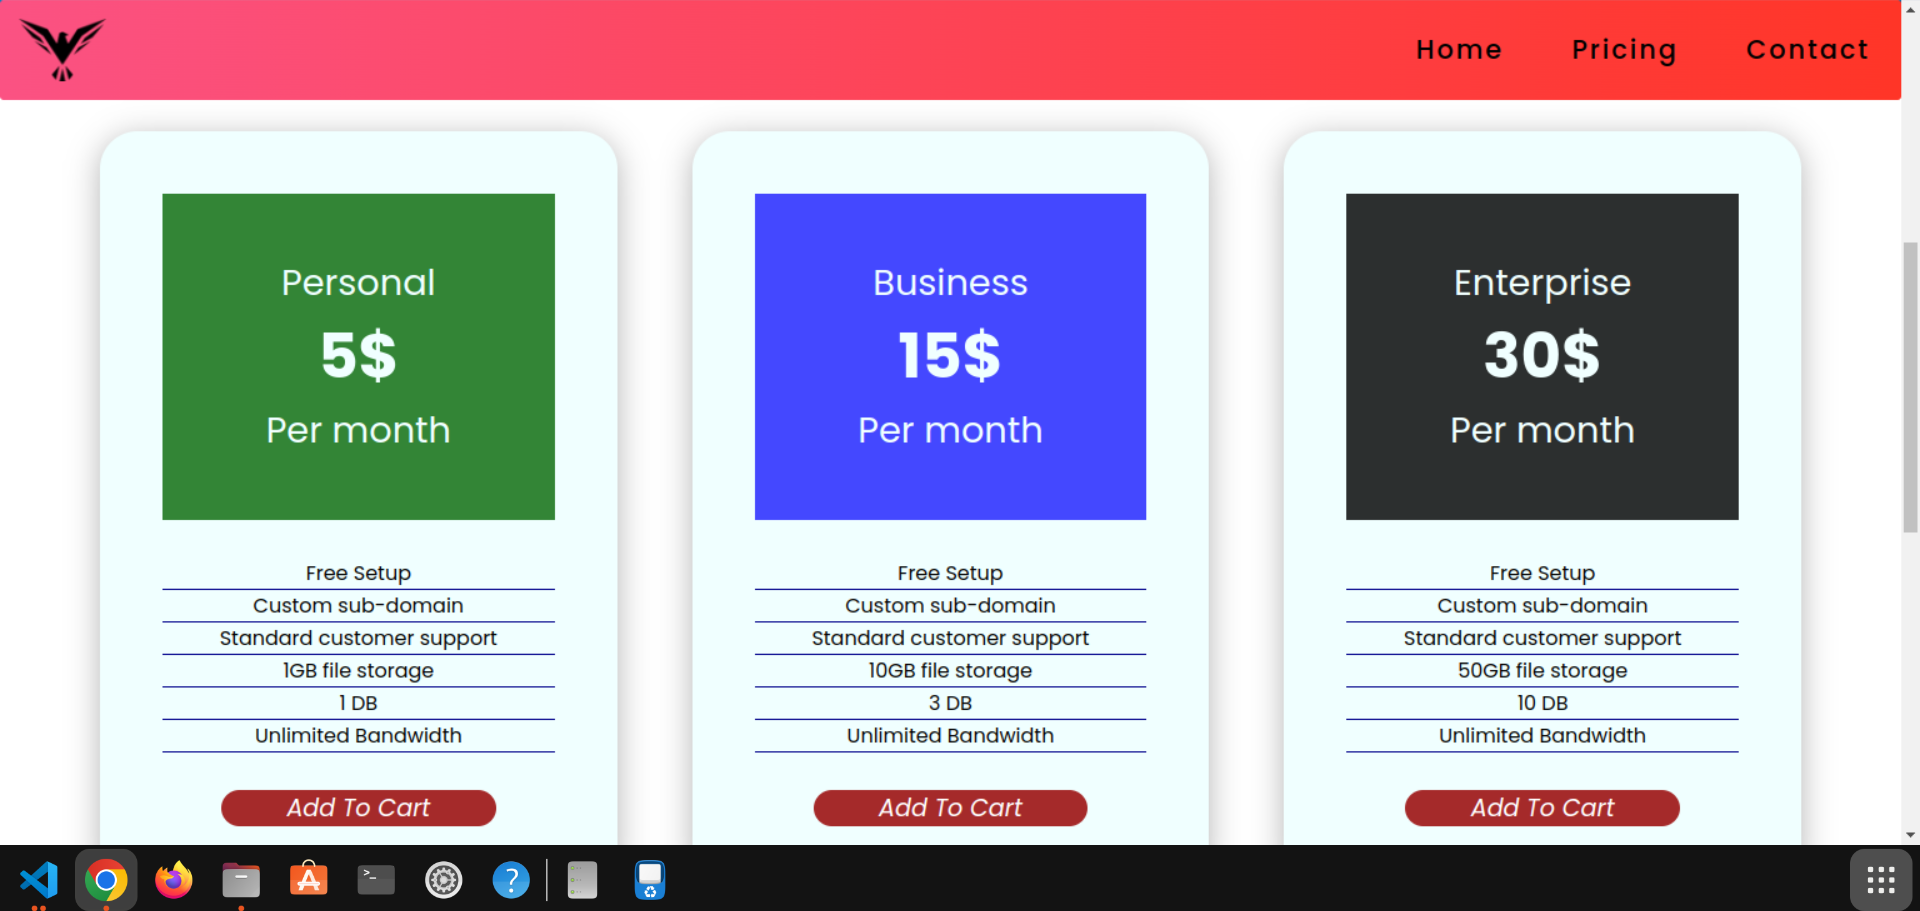 Home Pricing Contact
Personal
5$
Per month
Free Setup
Custom sub-domain
Standard customer support
1GB file storage
1 DB
Unlimited Bandwidth
Add To Cart
Business
15$
Per month
Free Setup
Custom sub-domain
Standard customer support
10GB file storage
3 DB
Unlimited Bandwidth
Add To Cart
Enterprise
30$
Per month
Free Setup
Custom sub-domain
Standard customer support
50GB file storage
10 DB
Unlimited Bandwidth
Add To Cart